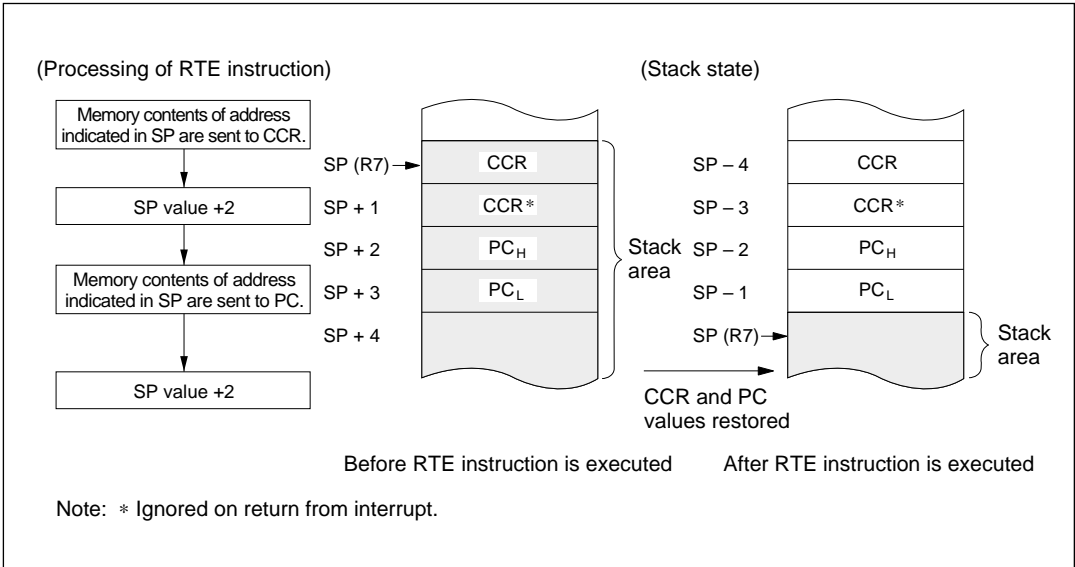 (Processing of RTE instruction)
(Stack state)
Memory contents of address
indicated in SP are sent to CCR.
SP value +2
Memory contents of address
indicated in SP are sent to PC.
SP value +2
SP (R7)
SP + 1
SP + 2
SP + 3
SP + 4
CCR
CCR*
PCH
PCL
Stack
area
Before RTE instruction is executed
CCR and PC
values restored
SP – 4
SP – 3
SP – 2
SP – 1
SP (R7)
CCR
CCR*
PCH
PCL
Stack
area
After RTE instruction is executed
Note: * Ignored on return from interrupt.